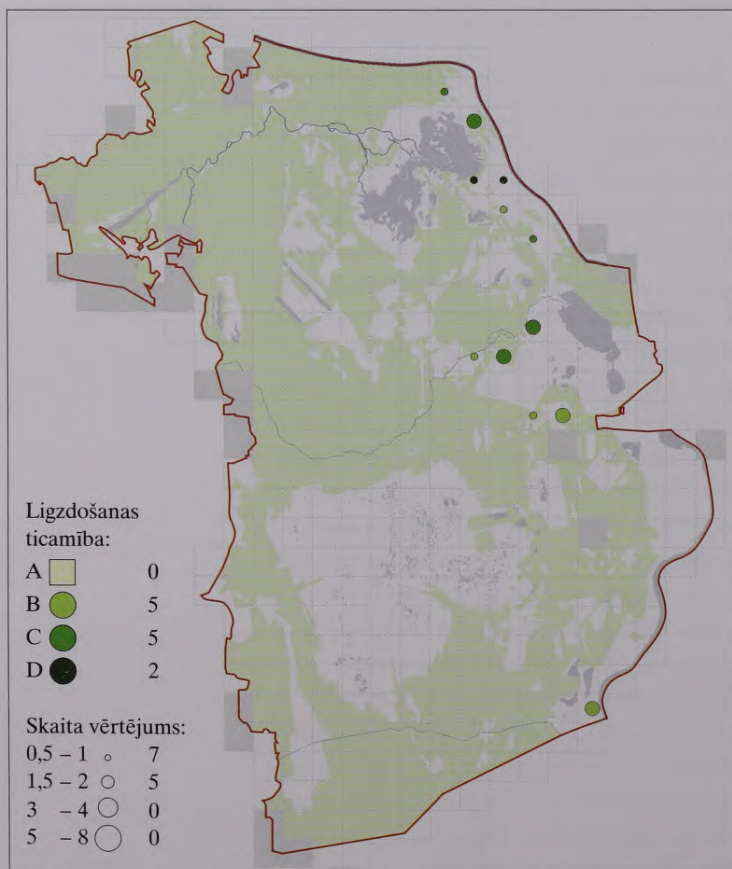 Ligzdošanas
ticamība:
A 0
B 5
C 5
D 2
Skaita vērtējums:
0,5 – 1 7
1,5 – 2 5
3 – 4 0
5 – 8 0